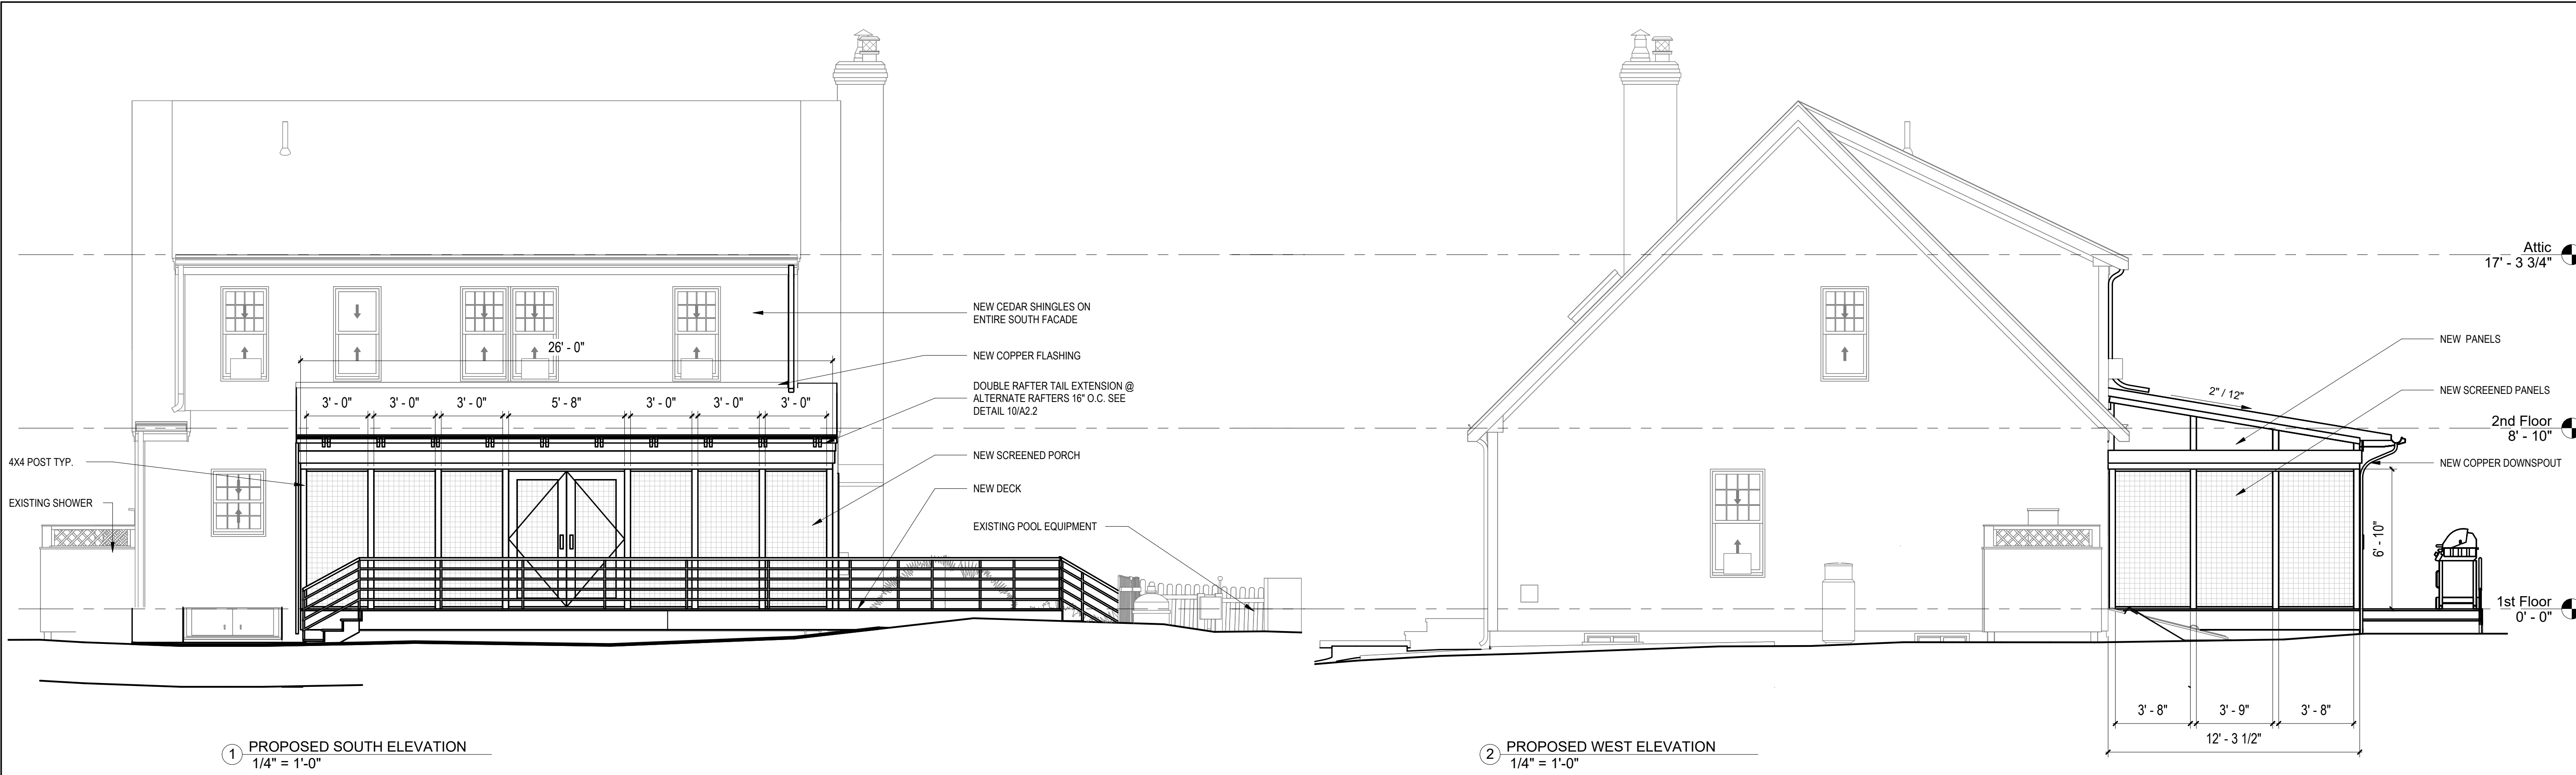 NEW CEDAR SHINGLES ON
ENTIRE SOUTH FACADE
26' - 0"
NEW COPPER FLASHING
DOUBLE RAFTER TAIL EXTENSION @
ALTERNATE RAFTERS 16" O.C. SEE
DETAIL 10/A2.2
3' - 0" 3' - 0" 3' - 0" 5' - 8" 3' - 0" 3' - 0" 3' - 0"
4X4 POST TYP.
NEW SCREENED PORCH
EXISTING SHOWER
NEW DECK
EXISTING POOL EQUIPMENT
1 PROPOSED SOUTH ELEVATION
1/4" = 1'-0"
Attic
17' - 3 3/4"
NEW PANELS
2" / 12"
NEW SCREENED PANELS
2nd Floor
8' - 10"
NEW COPPER DOWNSPOUT
6' - 10"
1st Floor
0' - 0"
3' - 8" 3' - 9" 3' - 8"
12' - 3 1/2"
2 PROPOSED WEST ELEVATION
1/4" = 1'-0"